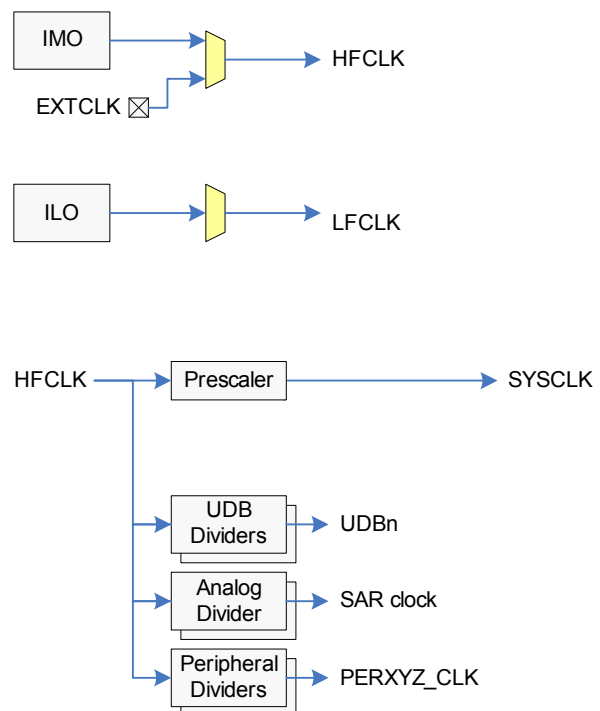 IMO
HFCLK
EXTCLK
ILO
LFCLK
HFCLK
Prescaler
SYSCLK
UDB
Dividers
UDBn
Analog
Divider
SAR clock
Peripheral
Dividers
PERXYZ_CLK